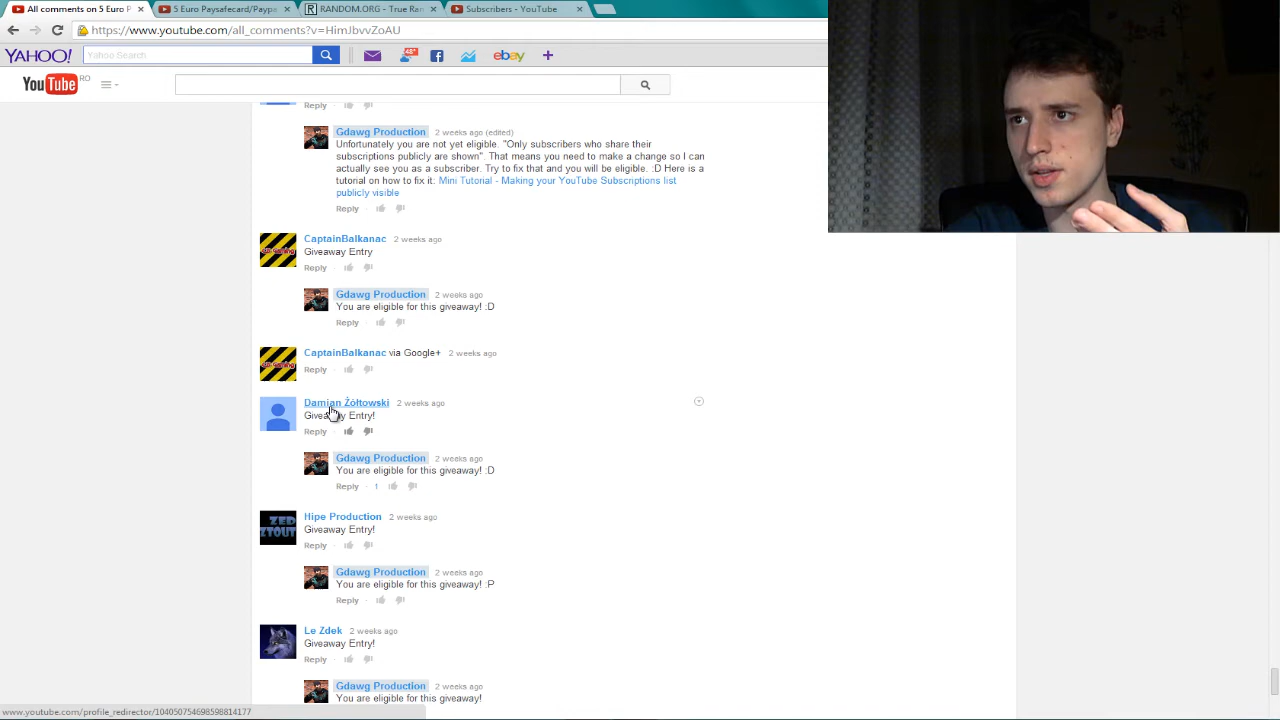 All comments on 5 Euro P
5 Euro Paysafecard/Paype
RANDOM.ORG - True Ran
Subscribers - YouTube
https://www.youtube.com/all_comments?v=HimJbvvZoAU
YAHOO!
Yahoo Search
48*
ebay
YouTube RO
Reply
Gdawg Production 2 weeks ago (edited)
Unfortunately you are not yet eligible. "Only subscribers who share their
subscriptions publicly are shown". That means you need to make a change so I can
actually see you as a subscriber. Try to fix that and you will be eligible. :D Here is a
tutorial on how to fix it: Mini Tutorial - Making your YouTube Subscriptions list
publicly visible
Reply
CaptainBalkanac 2 weeks ago
Giveaway Entry
Reply
Gdawg Production 2 weeks ago
You are eligible for this giveaway! :D
Reply
CaptainBalkanac via Google+ 2 weeks ago
Reply
Damian Żółtowski 2 weeks ago
Giveaway Entry!
Reply
Gdawg Production 2 weeks ago
You are eligible for this giveaway! :D
Reply · 1
Hipe Production 2 weeks ago
Giveaway Entry!
Reply
Gdawg Production 2 weeks ago
You are eligible for this giveaway! :P
Reply
Le Zdek 2 weeks ago
Giveaway Entry!
Reply
Gdawg Production 2 weeks ago
You are eligible for this giveaway!
www.youtube.com/profile_redirector/104050754698598814177